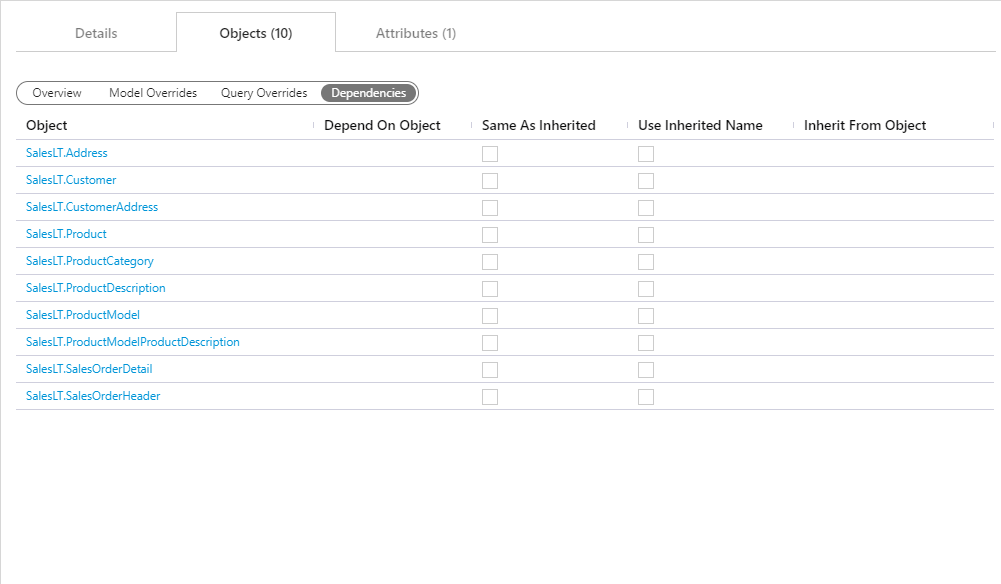 Details Objects (10) Attributes (1)
Overview Model Overrides Query Overrides Dependencies
Object Depend On Object Same As Inherited Use Inherited Name Inherit From Object
SalesLT.Address
SalesLT.Customer
SalesLT.CustomerAddress
SalesLT.Product
SalesLT.ProductCategory
SalesLT.ProductDescription
SalesLT.ProductModel
SalesLT.ProductModelProductDescription
SalesLT.SalesOrderDetail
SalesLT.SalesOrderHeader